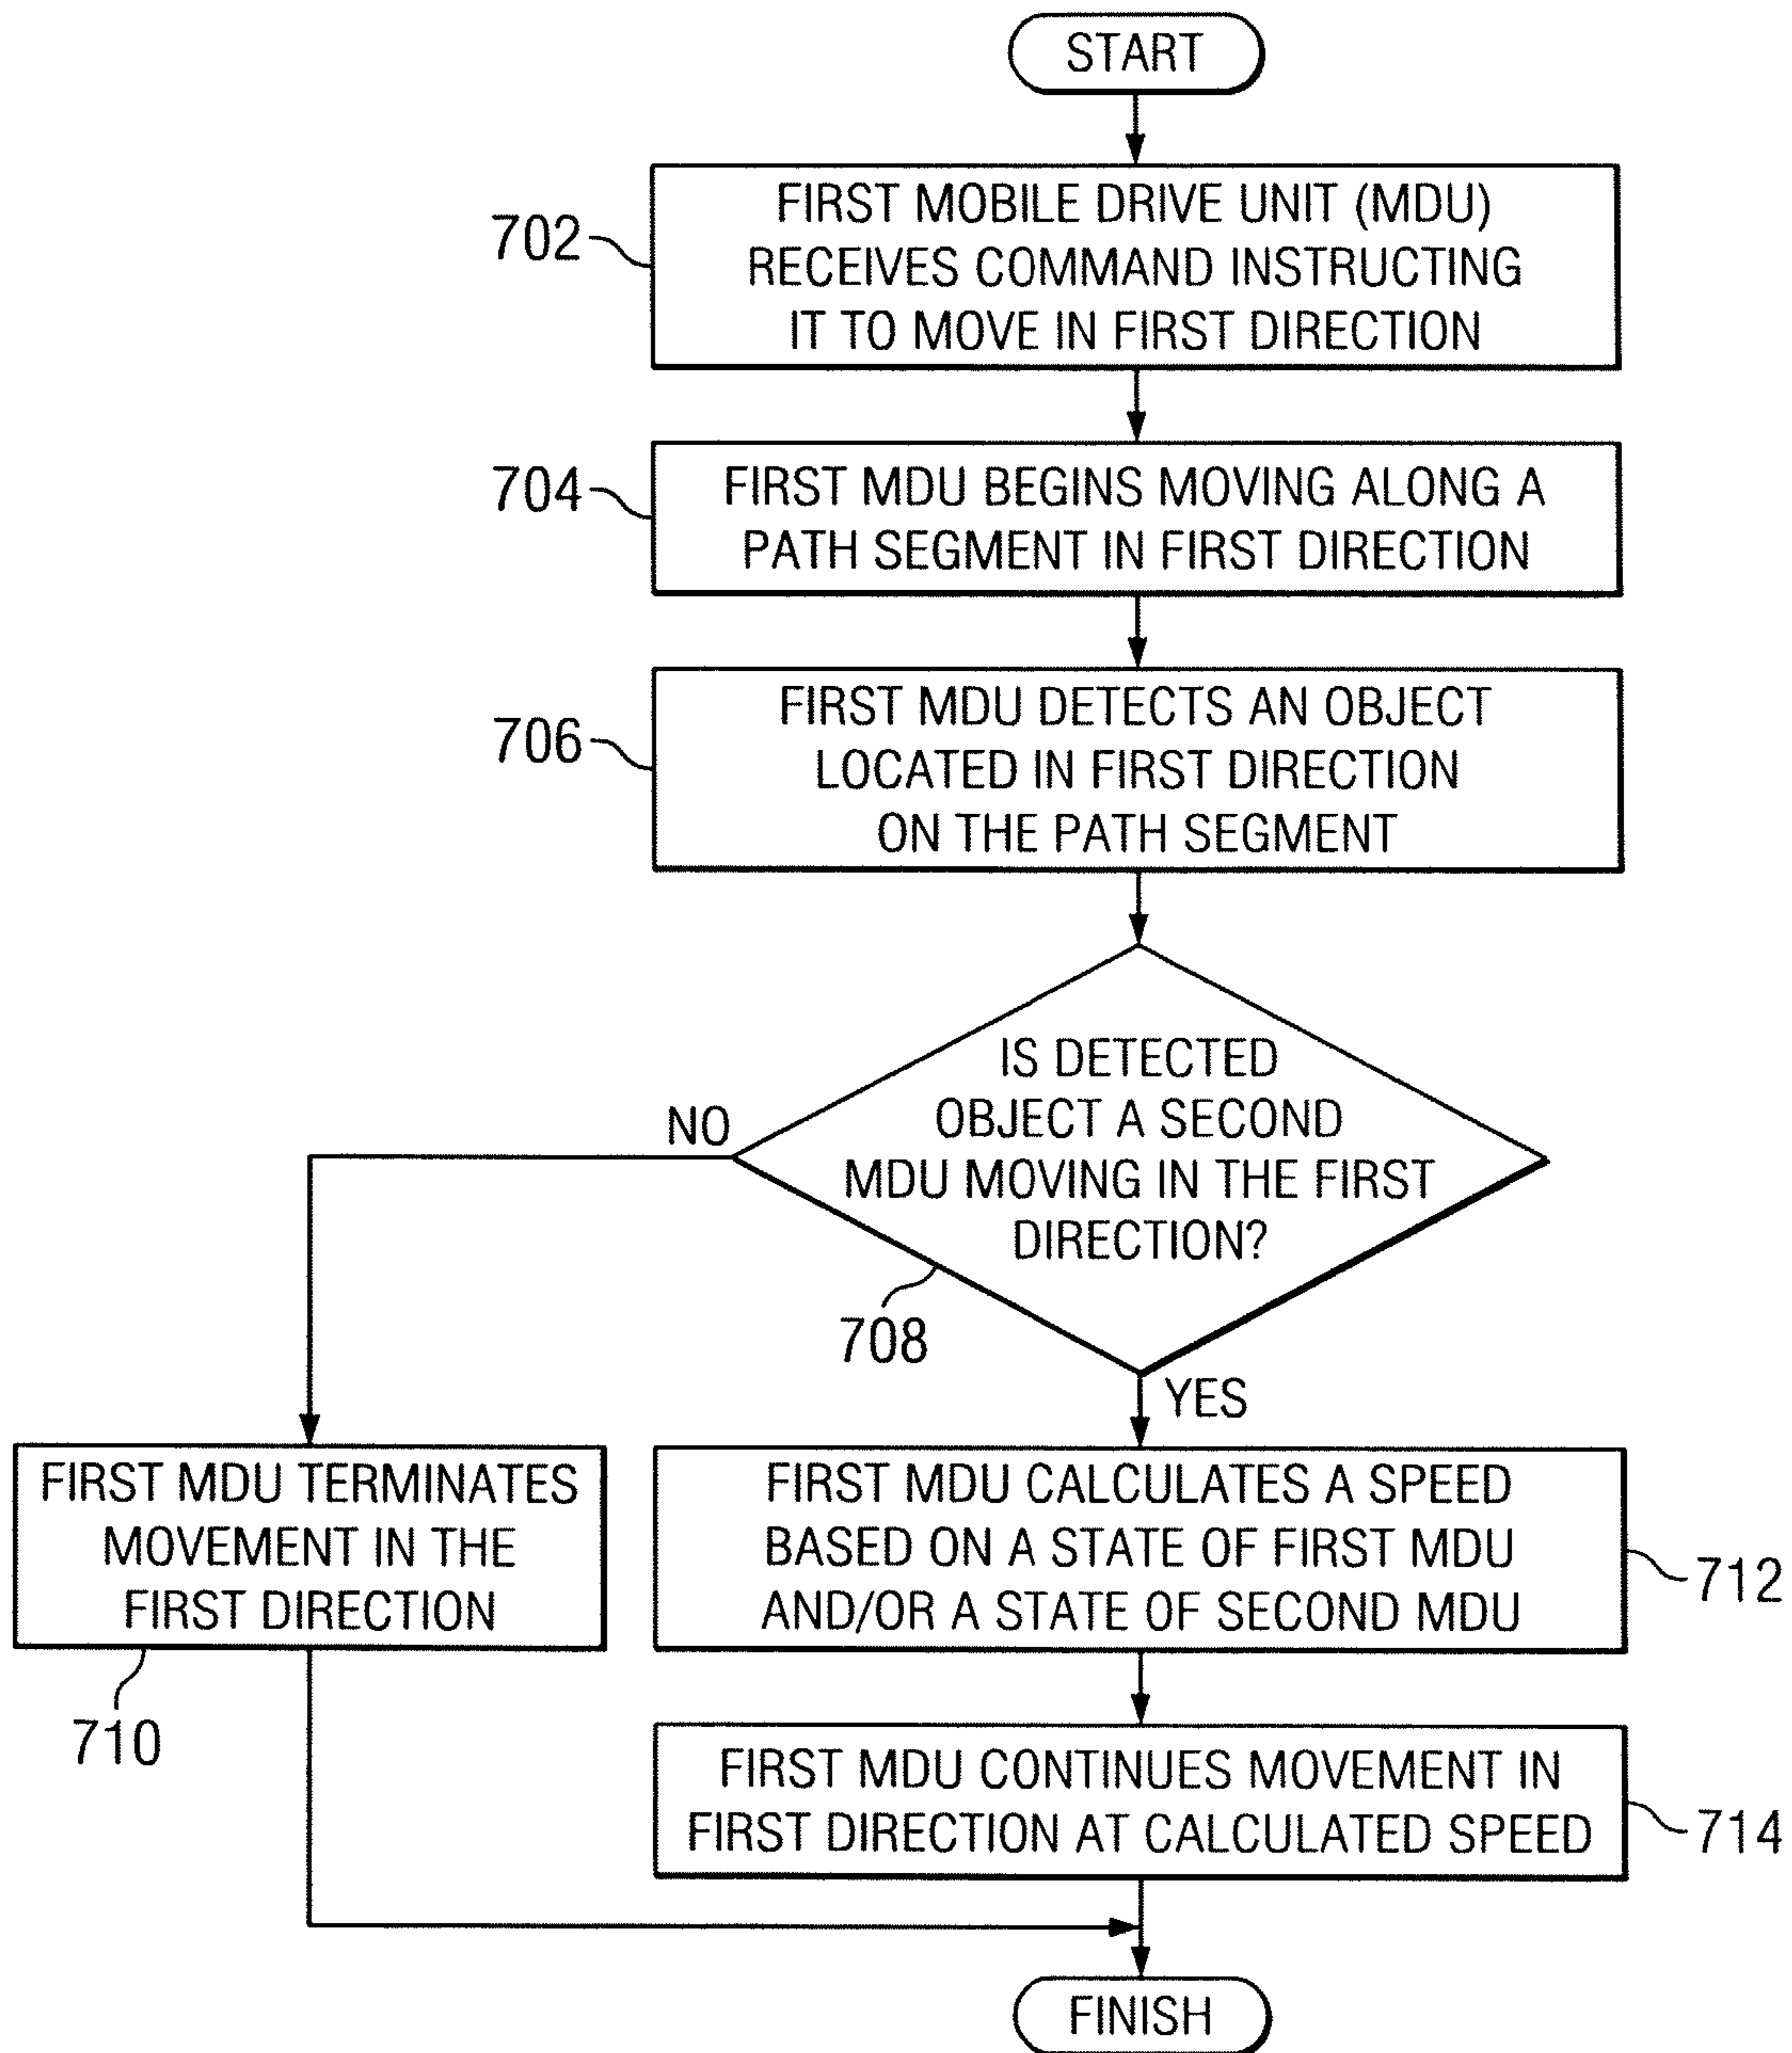 START
702
FIRST MOBILE DRIVE UNIT (MDU)
RECEIVES COMMAND INSTRUCTING
IT TO MOVE IN FIRST DIRECTION
704
FIRST MDU BEGINS MOVING ALONG A
PATH SEGMENT IN FIRST DIRECTION
706
FIRST MDU DETECTS AN OBJECT
LOCATED IN FIRST DIRECTION
ON THE PATH SEGMENT
IS DETECTED
OBJECT A SECOND
MDU MOVING IN THE FIRST
DIRECTION?
708
NO
YES
FIRST MDU TERMINATES
MOVEMENT IN THE
FIRST DIRECTION
710
FIRST MDU CALCULATES A SPEED
BASED ON A STATE OF FIRST MDU
AND/OR A STATE OF SECOND MDU
712
FIRST MDU CONTINUES MOVEMENT IN
FIRST DIRECTION AT CALCULATED SPEED
714
FINISH